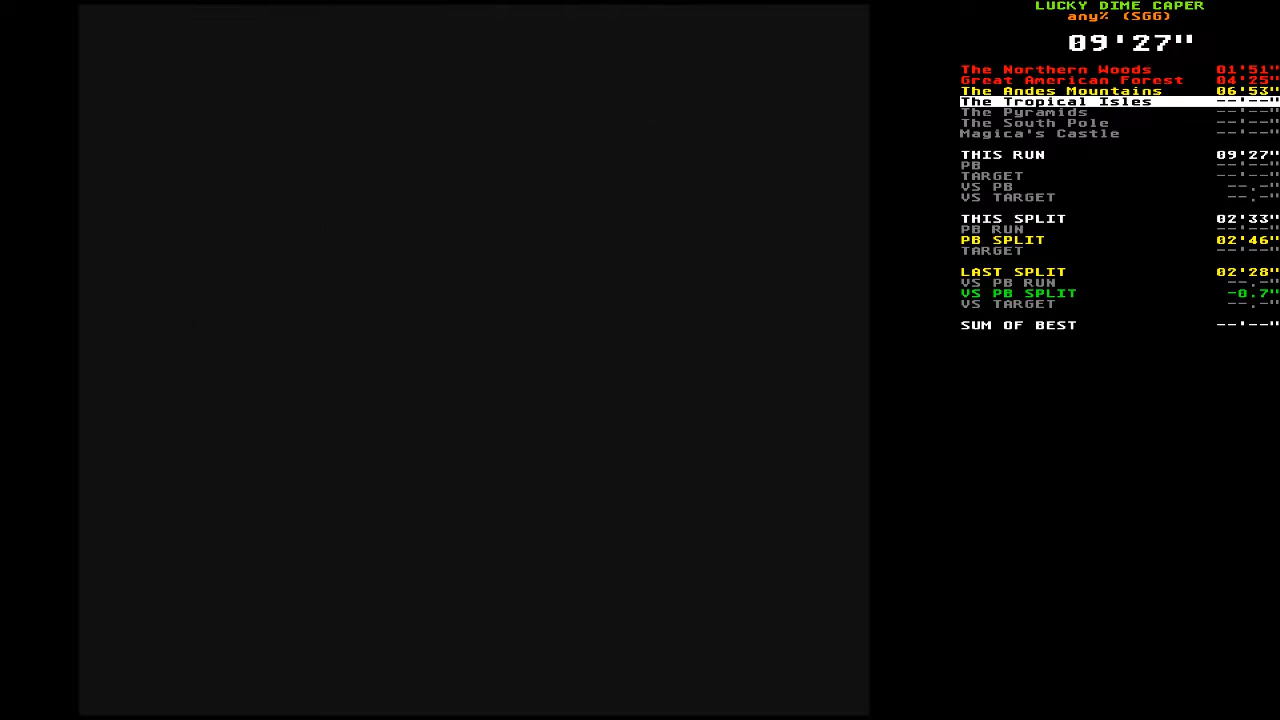 LUCKY DIME CAPER
any% (SGG)
09'27"
The Northern Woods 01'51"
Great American Forest 04'25"
The Andes Mountains 06'53"
The Tropical Isles --'--"
The Pyramids --'--"
The South Pole --'--"
Magica's Castle --'--"
THIS RUN 09'27"
PB --'--"
TARGET --'--"
VS PB --.-"
VS TARGET --.-"
THIS SPLIT 02'33"
PB RUN --'--"
PB SPLIT 02'46"
TARGET --'--"
LAST SPLIT 02'28"
VS PB RUN --.-"
VS PB SPLIT -0.7"
VS TARGET --.-"
SUM OF BEST --'--"